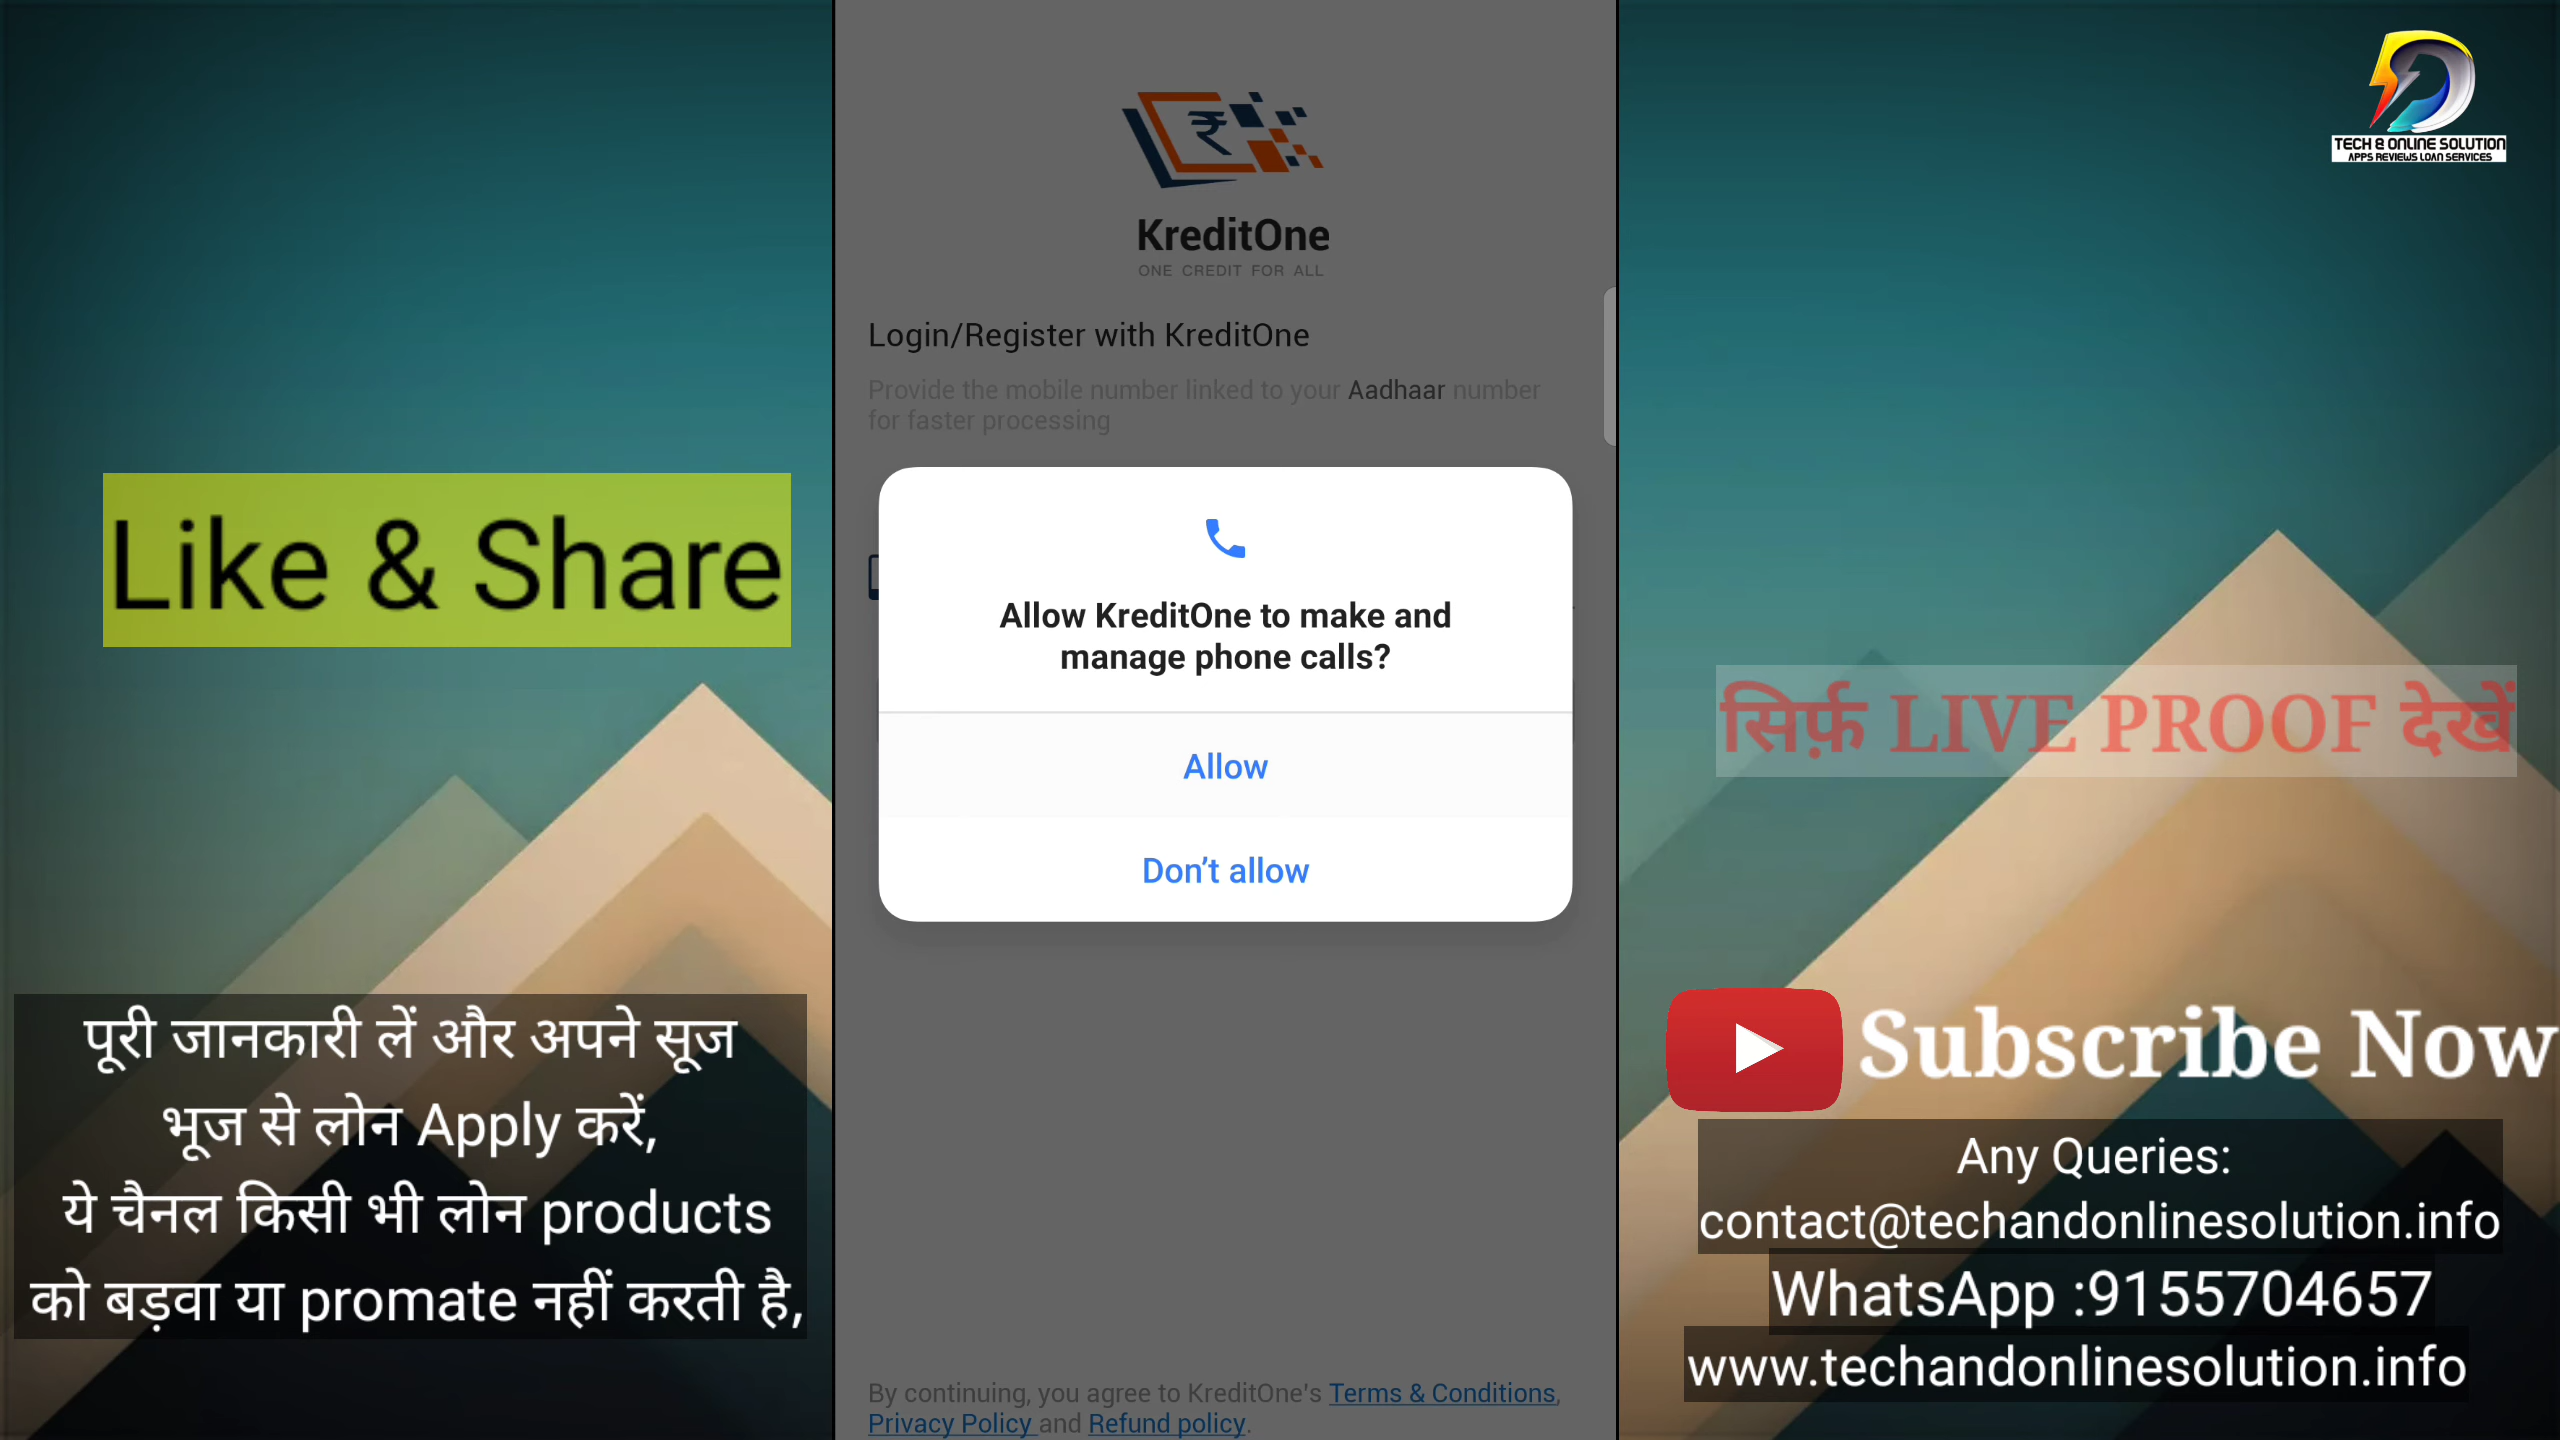 TECH & ONLINE SOLUTION
APPS REVIEWS LOAN SERVICES
KreditOne
ONE CREDIT FOR ALL
Login/Register with KreditOne
Provide the mobile number linked to your Aadhaar number
for faster processing
Like & Share
Allow KreditOne to make and
manage phone calls?
Allow
Don’t allow
सिर्फ़ LIVE PROOF देखें
पूरी जानकारी लें और अपने सूज
भूज से लोन Apply करें,
ये चैनल किसी भी लोन products
को बड़वा या promate नहीं करती है,
Subscribe Now
Any Queries:
contact@techandonlinesolution.info
WhatsApp :9155704657
www.techandonlinesolution.info
By continuing, you agree to KreditOne's Terms & Conditions,
Privacy Policy and Refund policy.